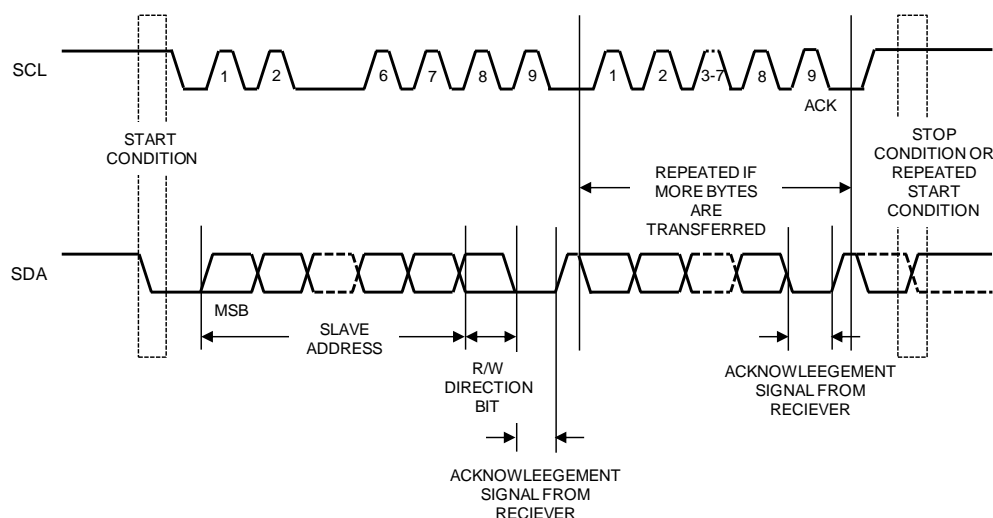 SCL
1 2 6 7 8 9 1 2 3-7 8 9
ACK
START
CONDITION
STOP
CONDITION OR
REPEATED
START
CONDITION
REPEATED IF
MORE BYTES
ARE
TRANSFERRED
SDA
MSB
SLAVE
ADDRESS
R/W
DIRECTION
BIT
ACKNOWLEEGEMENT
SIGNAL FROM
RECIEVER
ACKNOWLEEGEMENT
SIGNAL FROM
RECIEVER